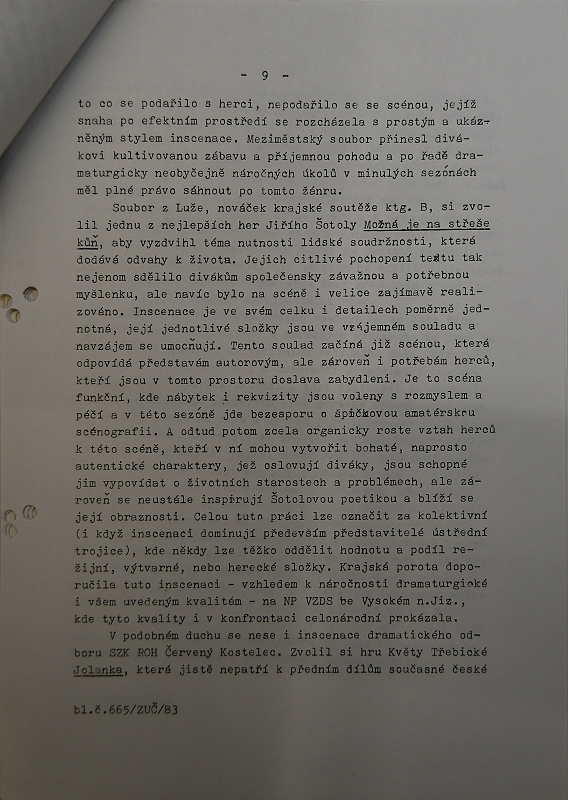 - 9 -
to co se podařilo s herci, nepodařilo se se scénou, jejíž
snaha po efektním prostředí se rozcházela s prostým a ukáz-
něným stylem inscenace. Meziměstský soubor přinesl divá-
kovi kultivovanou zábavu a příjemnou pohodu a po řadě dra-
maturgicky neobyčejně náročných úkolů v minulých sezónách
měl plné právo sáhnout po tomto žánru.
Soubor z Luže, nováček krajské soutěže ktg. B, si zvo-
lil jednu z nejlepších her Jiřího Šotoly Možná je na střeše
kůň, aby vyzdvihl téma nutnosti lidské soudržnosti, která
dodává odvahy k života. Jejich citlivé pochopení textu tak
nejenom sdělilo divákům společensky závažnou a potřebnou
myšlenku, ale navíc bylo na scéně i velice zajímavě reali-
zováno. Inscenace je ve svém celku i detailech poměrně jed-
notná, její jednotlivé složky jsou ve vzájemném souladu a
navzájem se umocňují. Tento soulad začíná již scénou, která
odpovídá představám autorovým, ale zároveň i potřebám herců,
kteří jsou v tomto prostoru doslava zabydleni. Je to scéna
funkční, kde nábytek i rekvizity jsou voleny s rozmyslem a
péčí a v této sezóně jde bezesporu o špičkovou amatérskou
scénografii. A odtud potom zcela organicky roste vztah herců
k této scéně, kteří v ní mohou vytvořit bohaté, naprosto
autentické charaktery, jež oslovují diváky, jsou schopné
jim vypovídat o životních starostech a problémech, ale zá-
roveň se neustále inspirují Šotolovou poetikou a blíží se
její obraznosti. Celou tuto práci lze označit za kolektivní
(i když inscenaci dominují především představitelé ústřední
trojice), kde někdy lze těžko oddělit hodnotu a podíl re-
žijní, výtvarné, nebo herecké složky. Krajská porota dopo-
ručila tuto inscenaci - vzhledem k náročnosti dramaturgické
i všem uvedeným kvalitám - na NP VZDS be Vysokém n.Jiz.,
kde tyto kvality i v konfrontaci celonárodní prokázala.
V podobném duchu se nese i inscenace dramatického od-
boru SZK ROH Červený Kostelec. Zvolil si hru Květy Třebické
Jolanka, která jistě nepatří k předním dílům současné české
bl.č.665/ZUČ/83